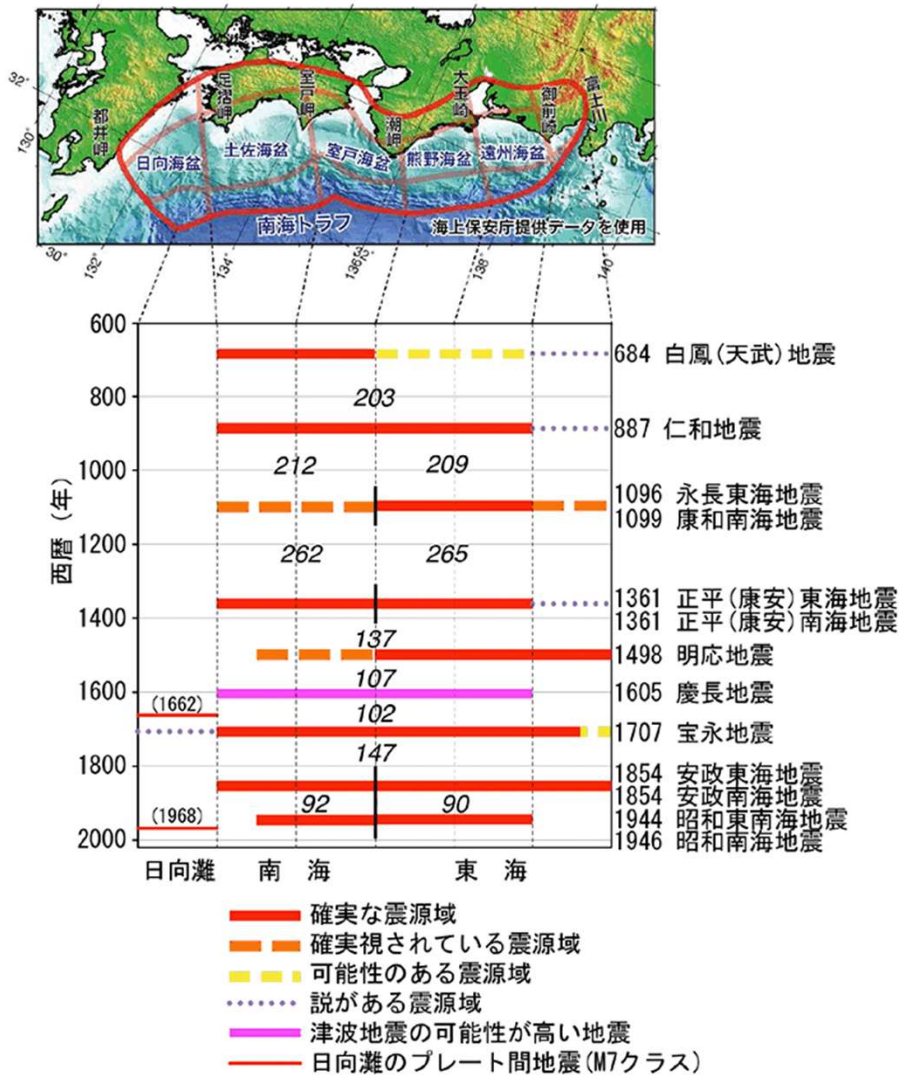 足摺岬
室戸岬
大王崎
御前崎
富士川
都井岬
潮岬
日向海盆
土佐海盆
室戸海盆
熊野海盆
遠州海盆
南海トラフ
海上保安庁提供データを使用
32°
130°
30°
132°
134°
136°
138°
140°
西暦(年)
600
800
1000
1200
1400
1600
1800
2000
684 白鳳(天武)地震
203
887 仁和地震
212
209
1096 永長東海地震
1099 康和南海地震
262
265
1361 正平(康安)東海地震
1361 正平(康安)南海地震
137
1498 明応地震
107
1605 慶長地震
(1662)
102
1707 宝永地震
147
1854 安政東海地震
1854 安政南海地震
92
90
(1968)
1944 昭和東南海地震
1946 昭和南海地震
日向灘
南海
東海
確実な震源域
確実視されている震源域
可能性のある震源域
説がある震源域
津波地震の可能性が高い地震
日向灘のプレート間地震(M7クラス)